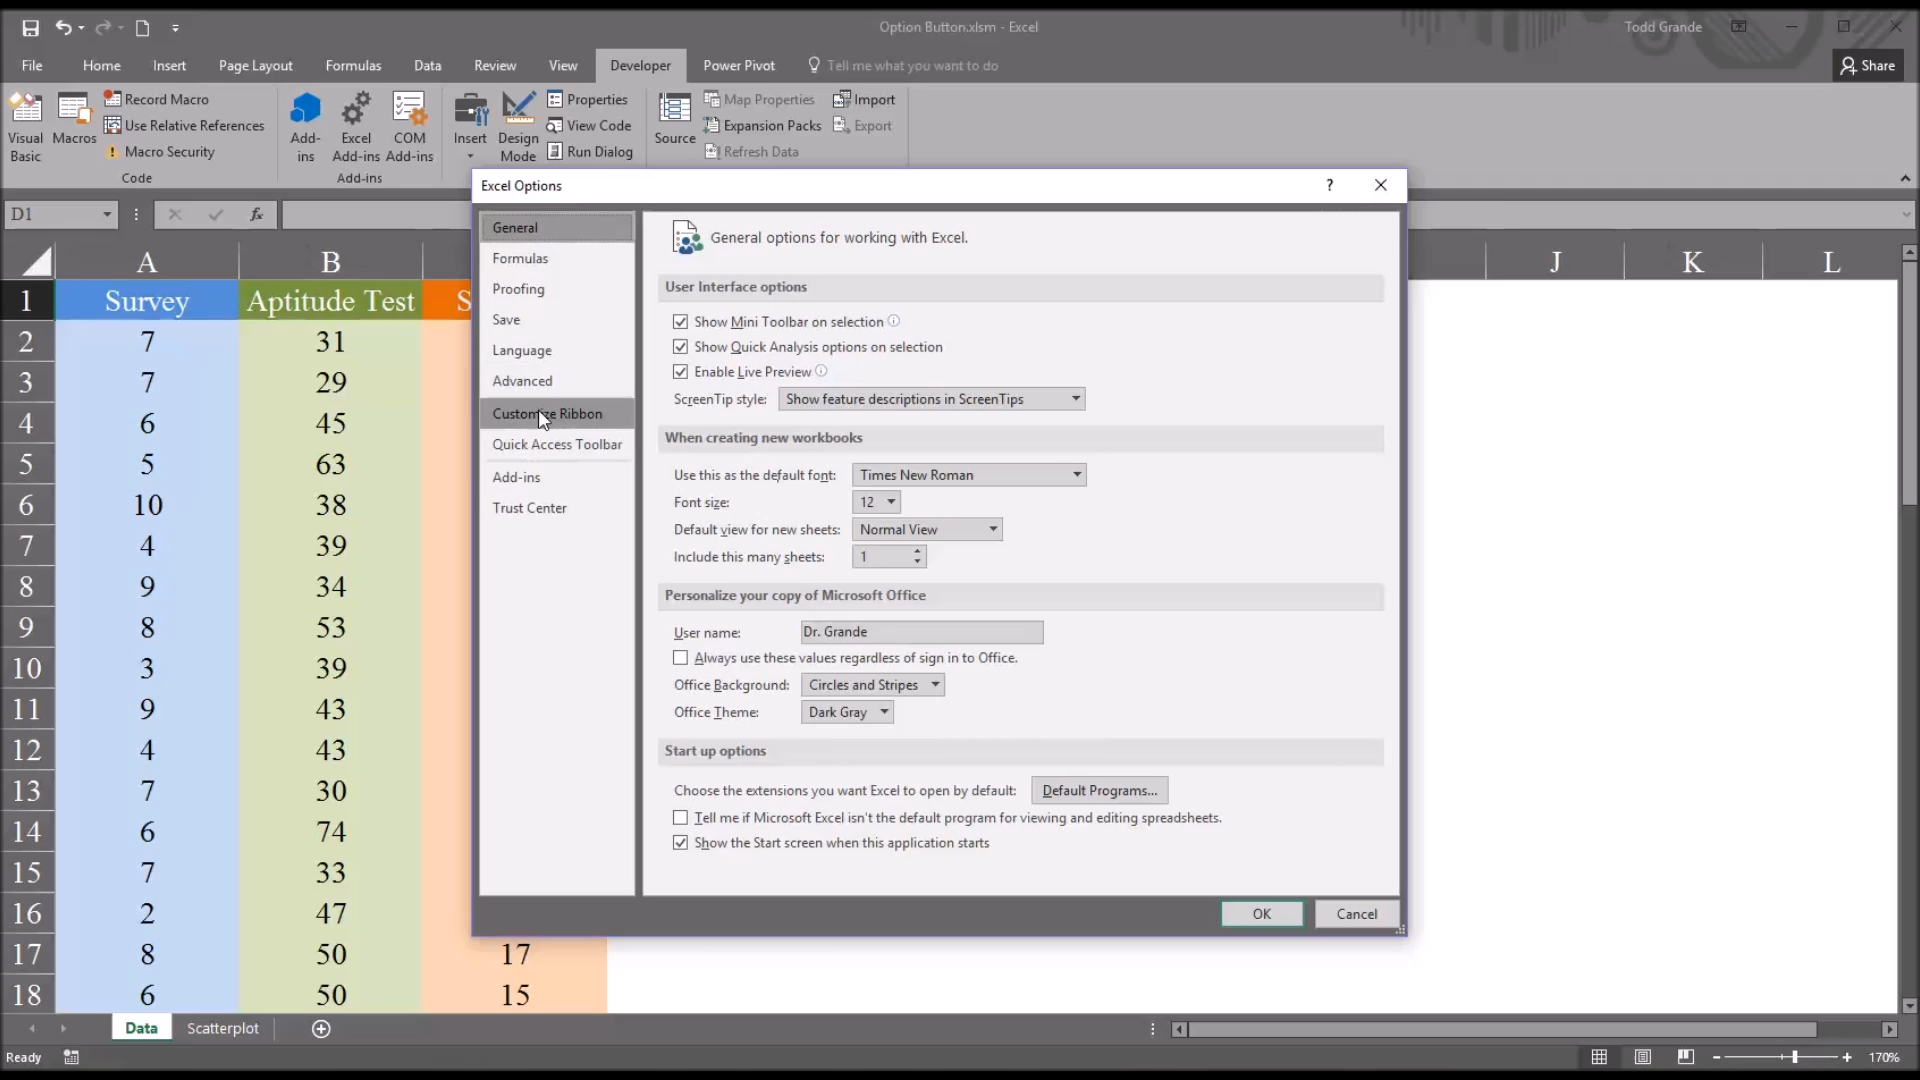 Option Button.xlsm - Excel
Todd Grande
File Home Insert Page Layout Formulas Data Review View Developer Power Pivot Tell me what you want to do Share
Visual Basic
Macros
Record Macro
Use Relative References
Macro Security
Code
Add-ins
Excel Add-ins
COM Add-ins
Add-ins
Insert
Design Mode
Properties
View Code
Run Dialog
Source
Map Properties
Expansion Packs
Refresh Data
Import
Export
D1
fx
Excel Options ?
General
Formulas
Proofing
Save
Language
Advanced
Customize Ribbon
Quick Access Toolbar
Add-ins
Trust Center
General options for working with Excel.
User Interface options
Show Mini Toolbar on selection
Show Quick Analysis options on selection
Enable Live Preview
ScreenTip style: Show feature descriptions in ScreenTips
When creating new workbooks
Use this as the default font: Times New Roman
Font size: 12
Default view for new sheets: Normal View
Include this many sheets: 1
Personalize your copy of Microsoft Office
User name: Dr. Grande
Always use these values regardless of sign in to Office.
Office Background: Circles and Stripes
Office Theme: Dark Gray
Start up options
Choose the extensions you want Excel to open by default: Default Programs...
Tell me if Microsoft Excel isn't the default program for viewing and editing spreadsheets.
Show the Start screen when this application starts
OK Cancel
A B J K L
1 Survey Aptitude Test S
2 7 31
3 7 29
4 6 45
5 5 63
6 10 38
7 4 39
8 9 34
9 8 53
10 3 39
11 9 43
12 4 43
13 7 30
14 6 74
15 7 33
16 2 47
17 8 50 17
18 6 50 15
Data Scatterplot
Ready 170%